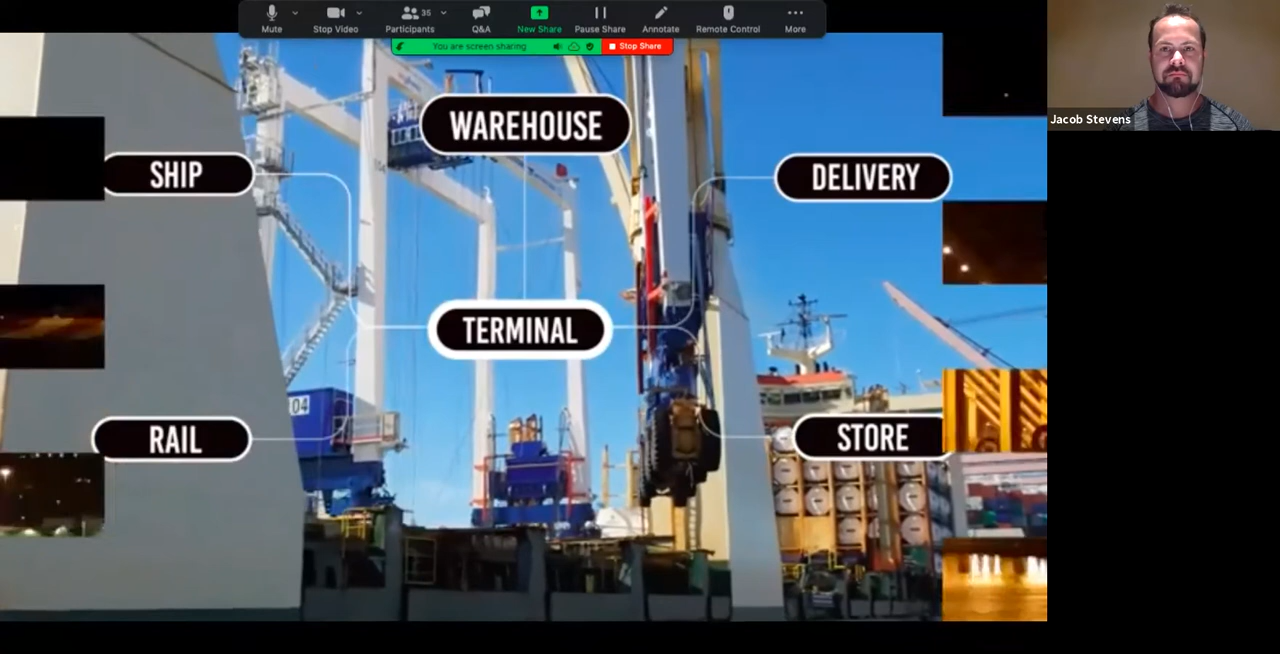 Mute
Stop Video
Participants
35
Q&A
New Share
Pause Share
Annotate
Remote Control
More
You are screen sharing
Stop Share
Jacob Stevens
WAREHOUSE
SHIP
DELIVERY
TERMINAL
04
RAIL
STORE